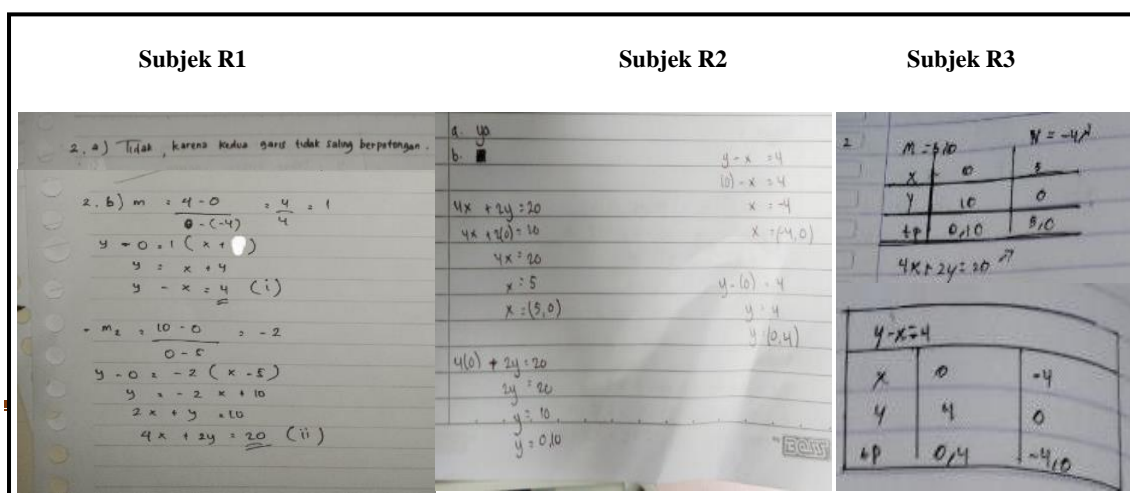 Subjek R1
Subjek R2
Subjek R3
2. a) Tidak, karena kedua garis tidak saling berpotongan.
2. b) m = 4 - 0 / 0 - (-4) = 4/4 = 1
y - 0 = 1 ( x +
y = x + 4
y - x = 4 (i)
- m2 = 10 - 0 / 0 - 5 = -2
y - 0 = -2 ( x - 5)
y = -2 x + 10
2 x + y = 10
4 x + 2y = 20 (ii)
a. ya
b.
4x + 2y = 20
4x + 2(0) = 20
4x = 20
x = 5
x = (5,0)
4(0) + 2y = 20
2y = 20
y = 10
y = 0,10
y - x = 4
(0) - x = 4
x = -4
x = (-4,0)
y - (0) = 4
y = 4
y (0,4)
BOSS
2
x 0
y 10 0
tp 0,10 5,0
4x + 2y = 20
y - x = 4
x 0 -4
y 4 0
tp 0,4 -4,0